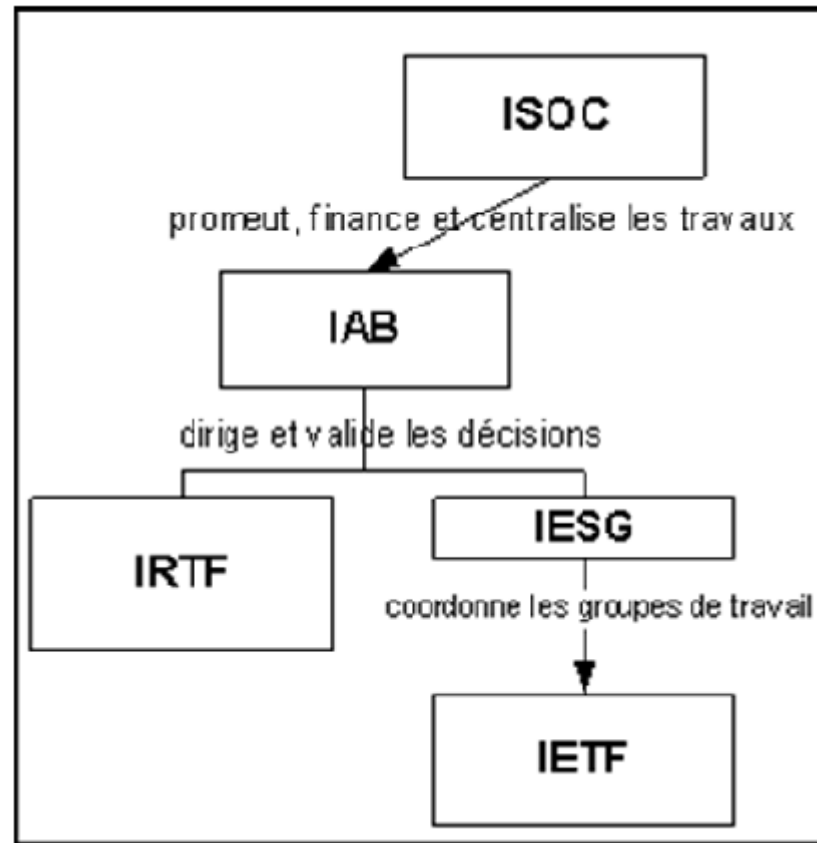 ISOC
promeut, finance et centralise les travaux
IAB
dirige et valide les décisions
IRTF
IESG
coordonne les groupes de travail
IETF